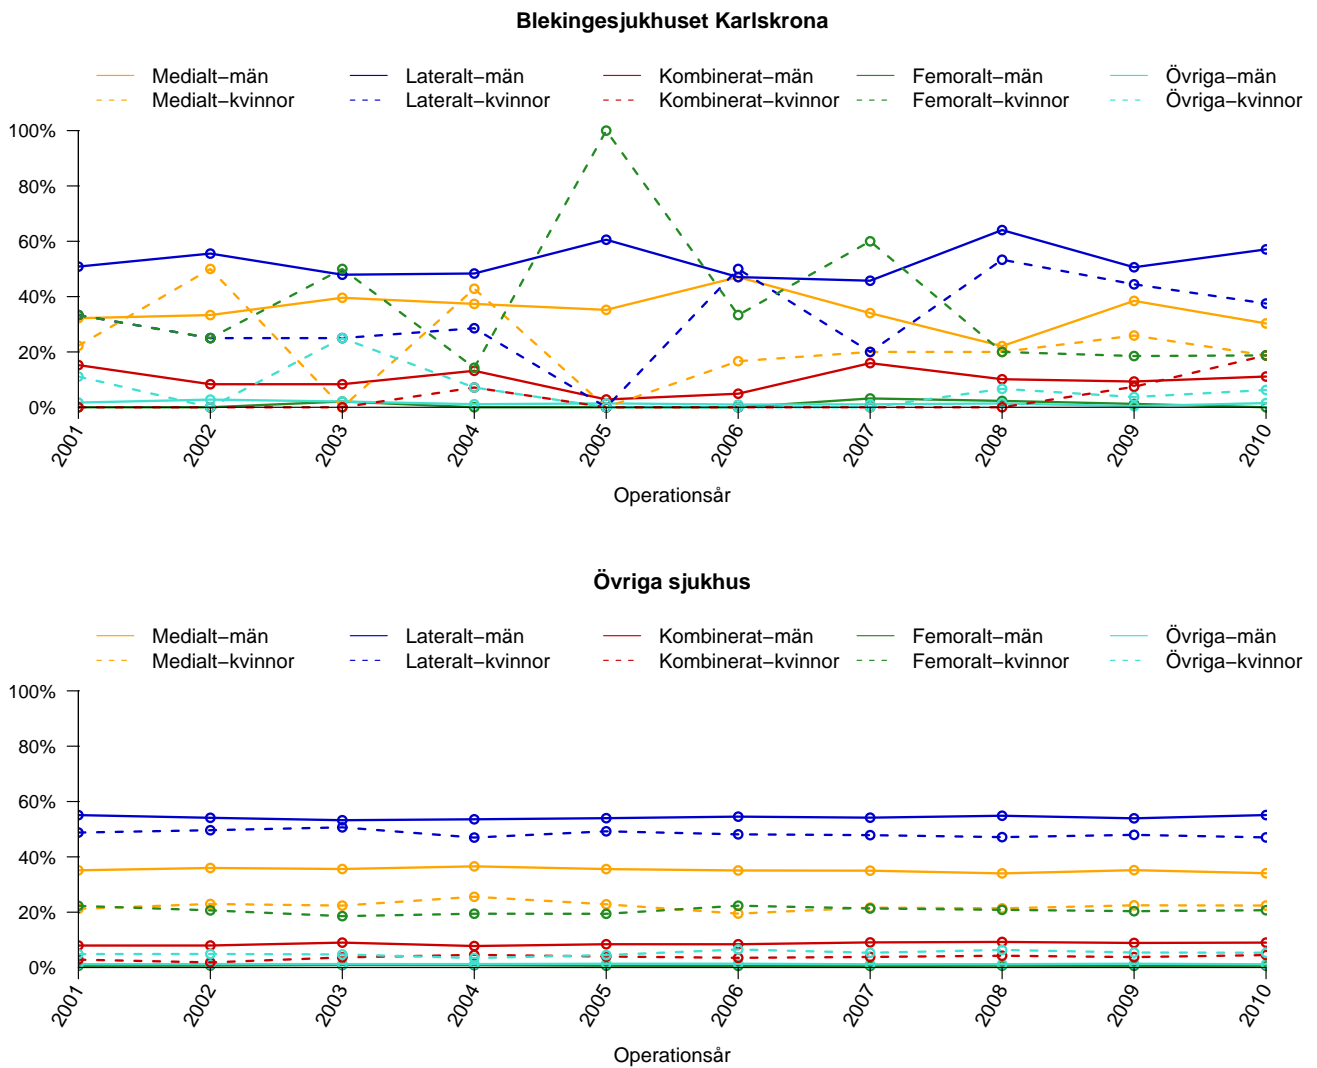 Blekingesjukhuset Karlskrona
Medialt−män Lateralt−män Kombinerat−män Femoralt−män Övriga−män
Medialt−kvinnor Lateralt−kvinnor Kombinerat−kvinnor Femoralt−kvinnor Övriga−kvinnor
100%
80%
60%
40%
20%
0%
2001 2002 2003 2004 2005 2006 2007 2008 2009 2010
Operationsår
Övriga sjukhus
Medialt−män Lateralt−män Kombinerat−män Femoralt−män Övriga−män
Medialt−kvinnor Lateralt−kvinnor Kombinerat−kvinnor Femoralt−kvinnor Övriga−kvinnor
100%
80%
60%
40%
20%
0%
2001 2002 2003 2004 2005 2006 2007 2008 2009 2010
Operationsår